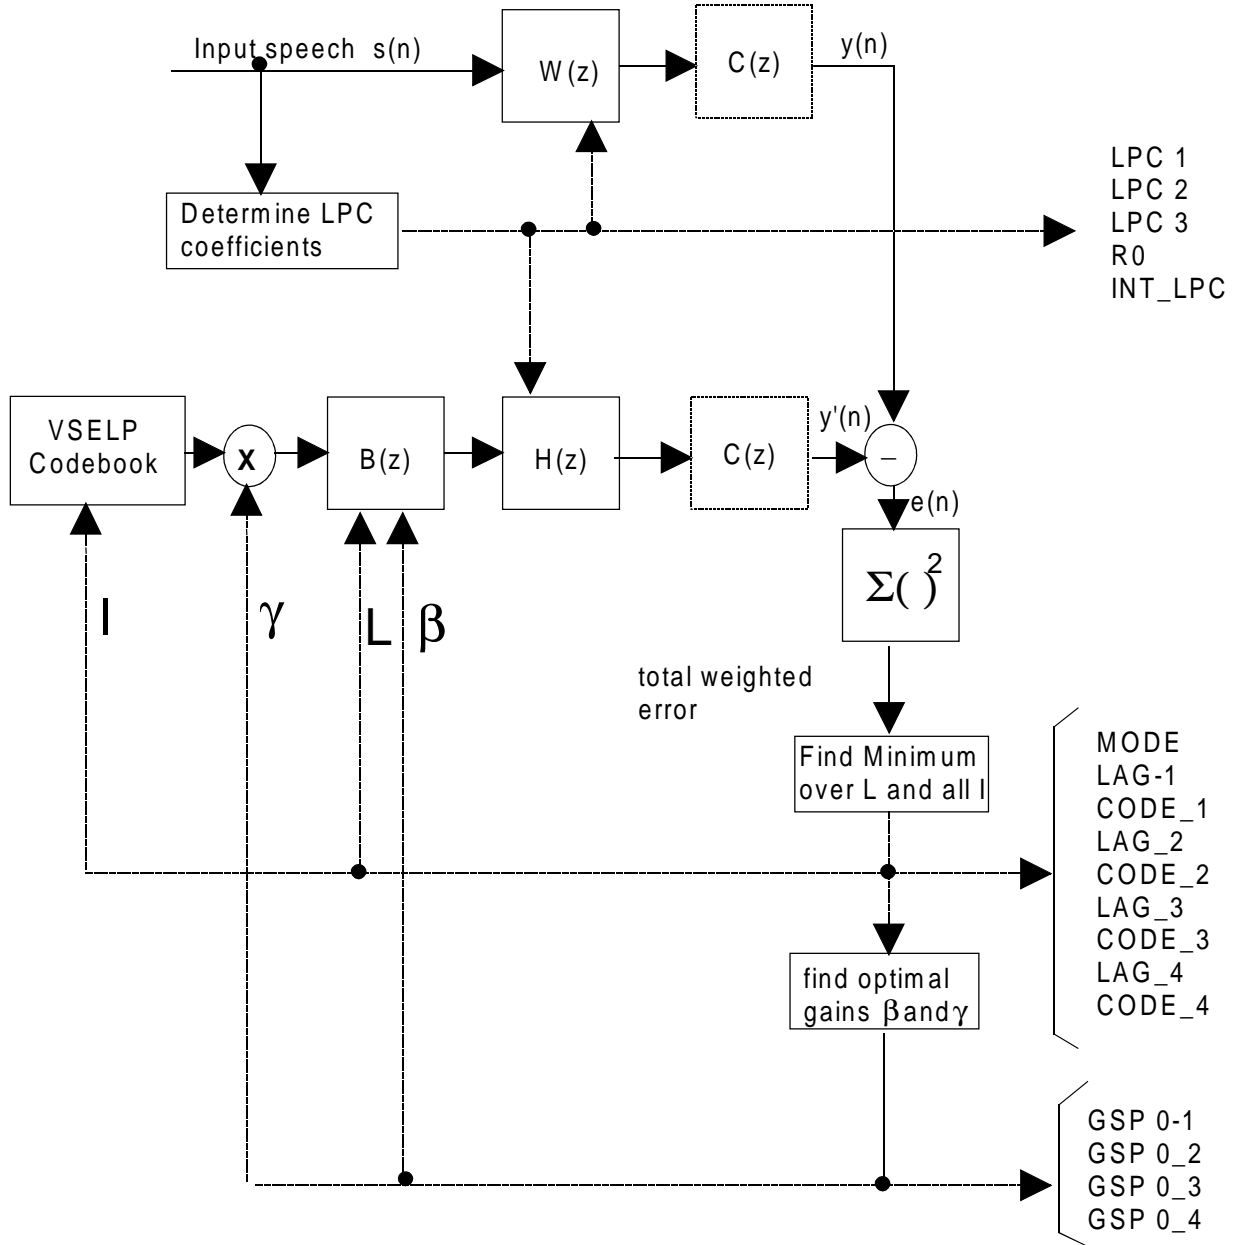 Input speech s(n)
W(z)
C(z)
y(n)
LPC 1
LPC 2
LPC 3
R0
INT_LPC
Determine LPC
coefficients
VSELP
Codebook
X
B(z)
H(z)
C(z)
y'(n)
–
e(n)
Σ( )²
I
γ
L
β
total weighted
error
Find Minimum
over L and all I
MODE
LAG-1
CODE_1
LAG_2
CODE_2
LAG_3
CODE_3
LAG_4
CODE_4
find optimal
gains β and γ
GSP 0-1
GSP 0_2
GSP 0_3
GSP 0_4